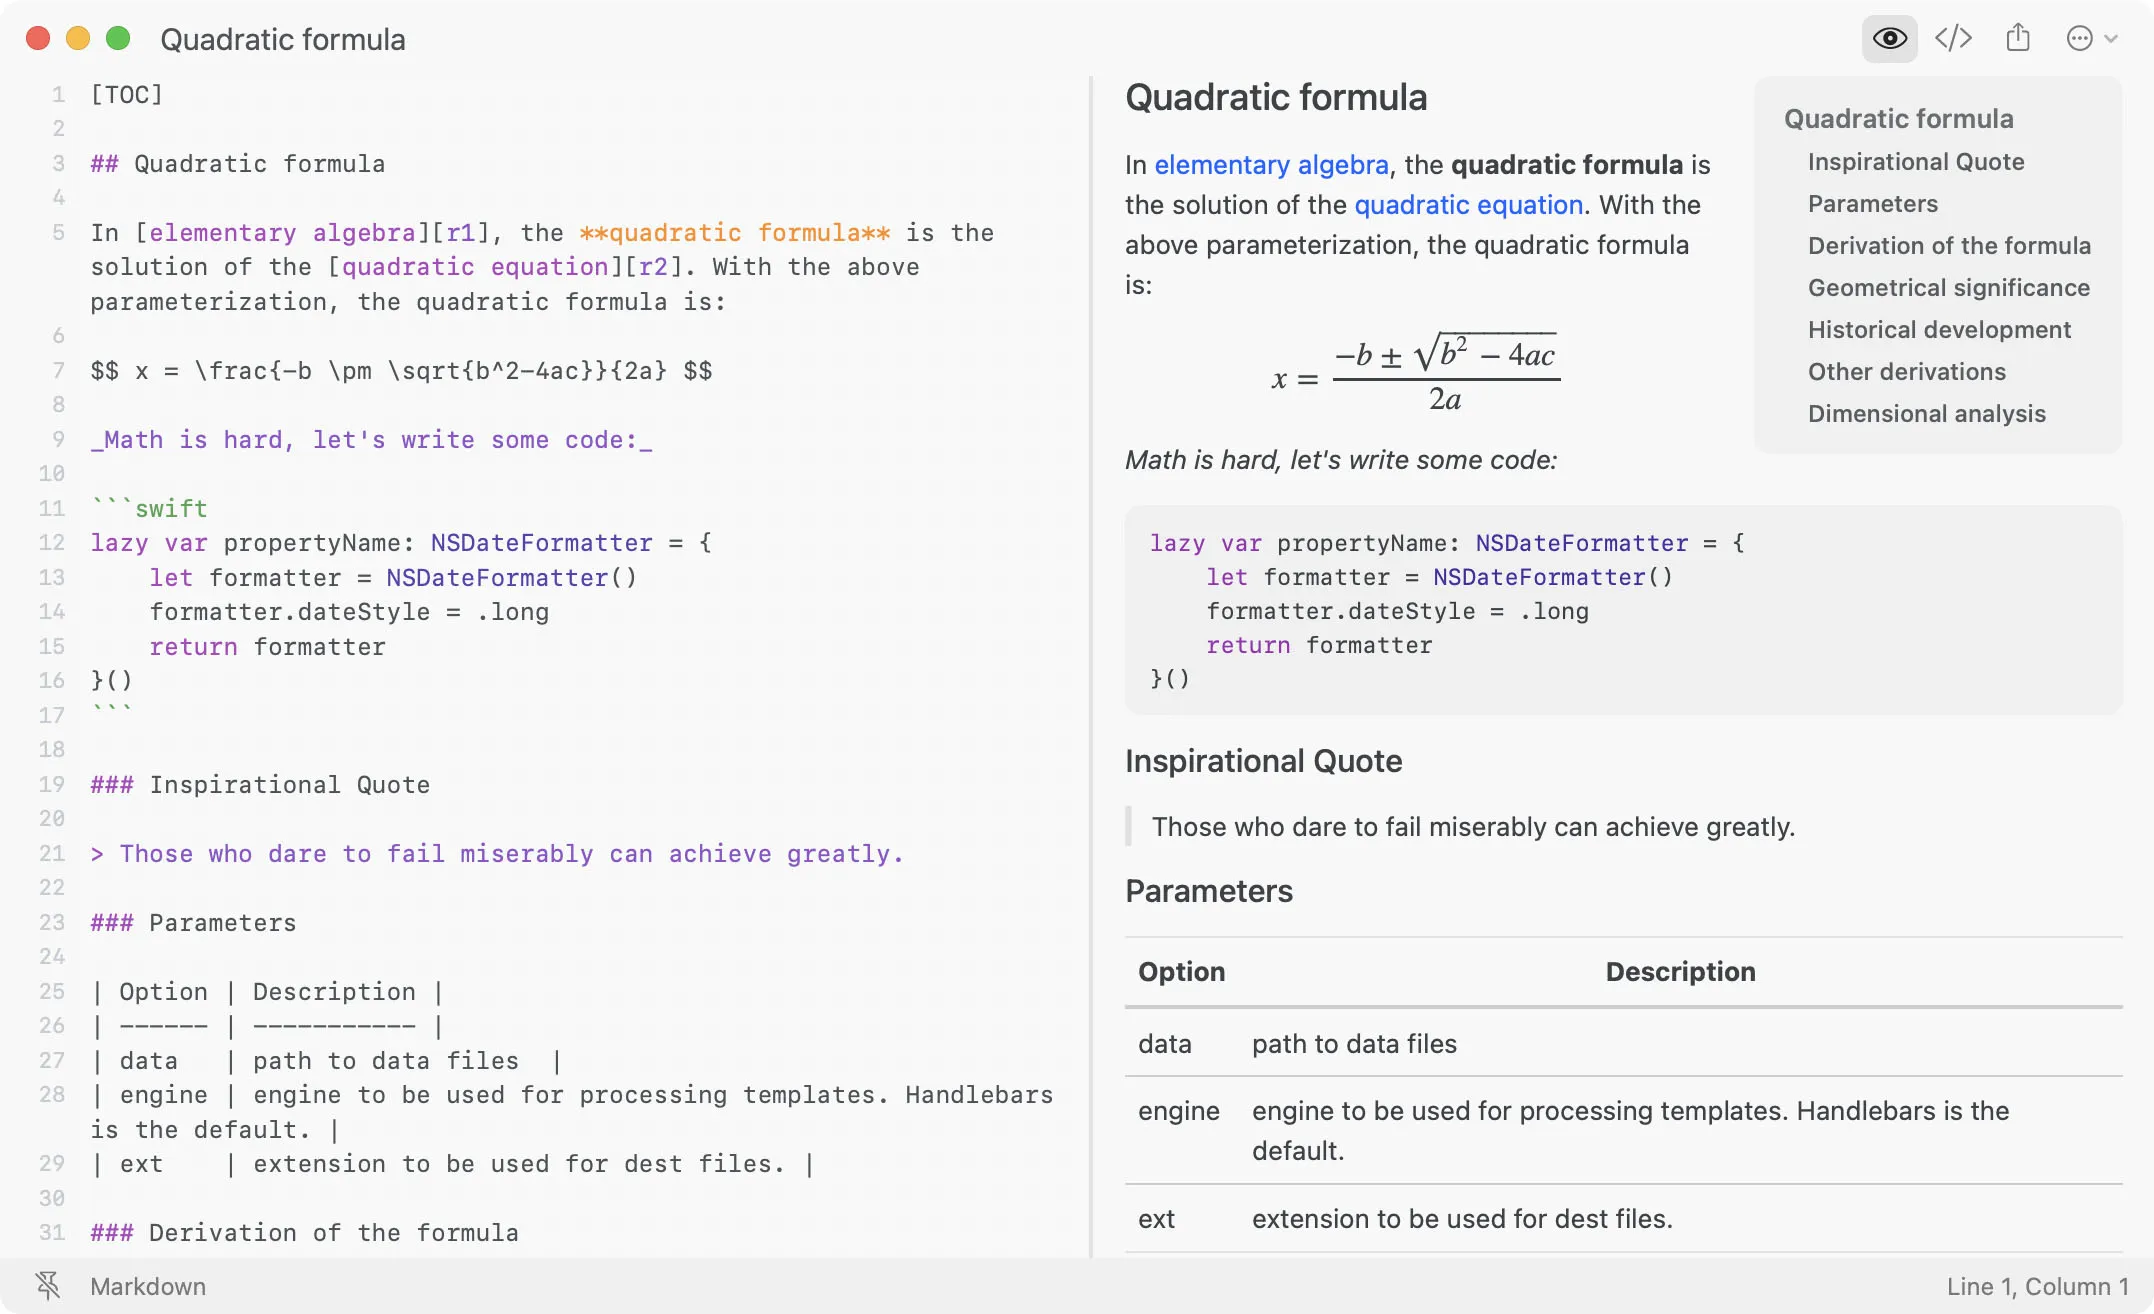 Quadratic formula
1 [TOC]
2
3 ## Quadratic formula
4
5 In [elementary algebra][r1], the **quadratic formula** is the
solution of the [quadratic equation][r2]. With the above
parameterization, the quadratic formula is:
6
7 $$ x = \frac{-b \pm \sqrt{b^2-4ac}}{2a} $$
8
9 _Math is hard, let's write some code:_
10
11 ```swift
12 lazy var propertyName: NSDateFormatter = {
13     let formatter = NSDateFormatter()
14     formatter.dateStyle = .long
15     return formatter
16 }()
17 ```
18
19 ### Inspirational Quote
20
21 > Those who dare to fail miserably can achieve greatly.
22
23 ### Parameters
24
25 | Option | Description |
26 | ------ | ----------- |
27 | data   | path to data files  |
28 | engine | engine to be used for processing templates. Handlebars
is the default. |
29 | ext    | extension to be used for dest files. |
30
31 ### Derivation of the formula
Quadratic formula
In elementary algebra, the quadratic formula is
the solution of the quadratic equation. With the
above parameterization, the quadratic formula
is:
x = (−b ± √(b² − 4ac)) / 2a
Math is hard, let's write some code:
lazy var propertyName: NSDateFormatter = {
    let formatter = NSDateFormatter()
    formatter.dateStyle = .long
    return formatter
}()
Inspirational Quote
Those who dare to fail miserably can achieve greatly.
Parameters
Option Description
data path to data files
engine engine to be used for processing templates. Handlebars is the
default.
ext extension to be used for dest files.
Quadratic formula
Inspirational Quote
Parameters
Derivation of the formula
Geometrical significance
Historical development
Other derivations
Dimensional analysis
Markdown
Line 1, Column 1